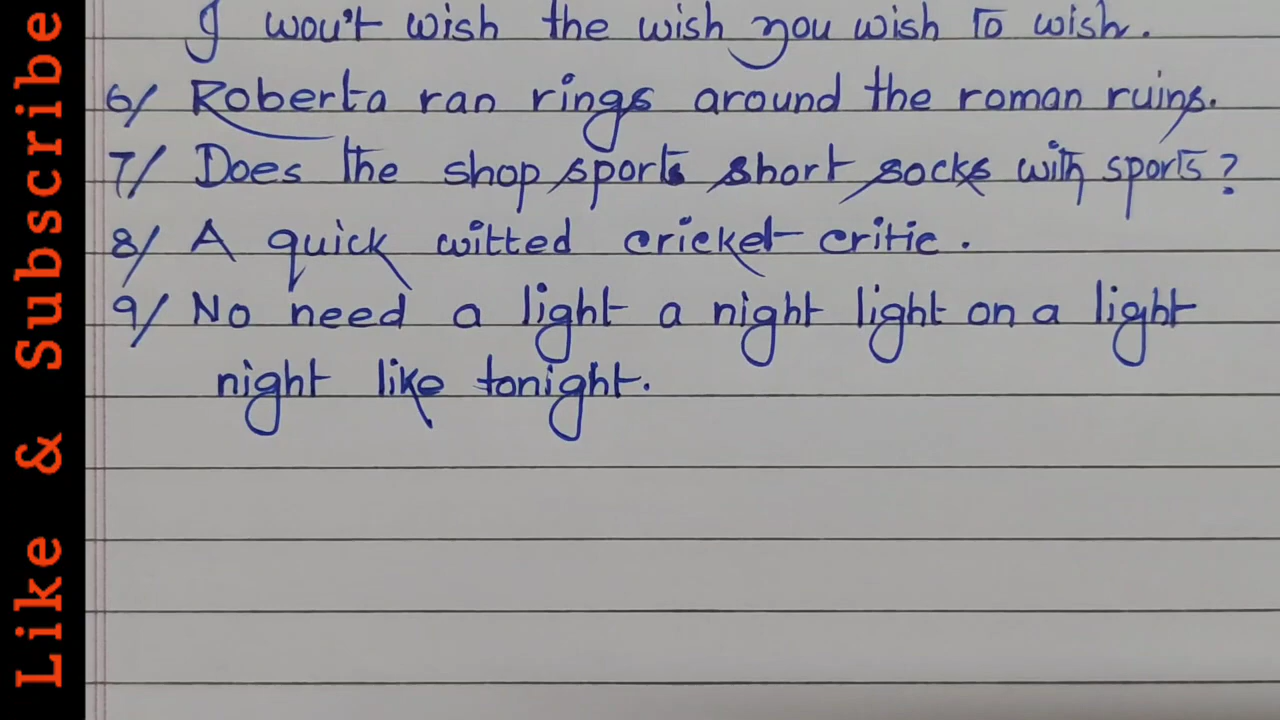 I won't wish the wish you wish to wish.
6/ Roberta ran rings around the roman ruins.
7/ Does the shop sports short socks with sports?
8/ A quick witted cricket critic.
9/ No need a light a night light on a light
night like tonight.
Like & Subscribe